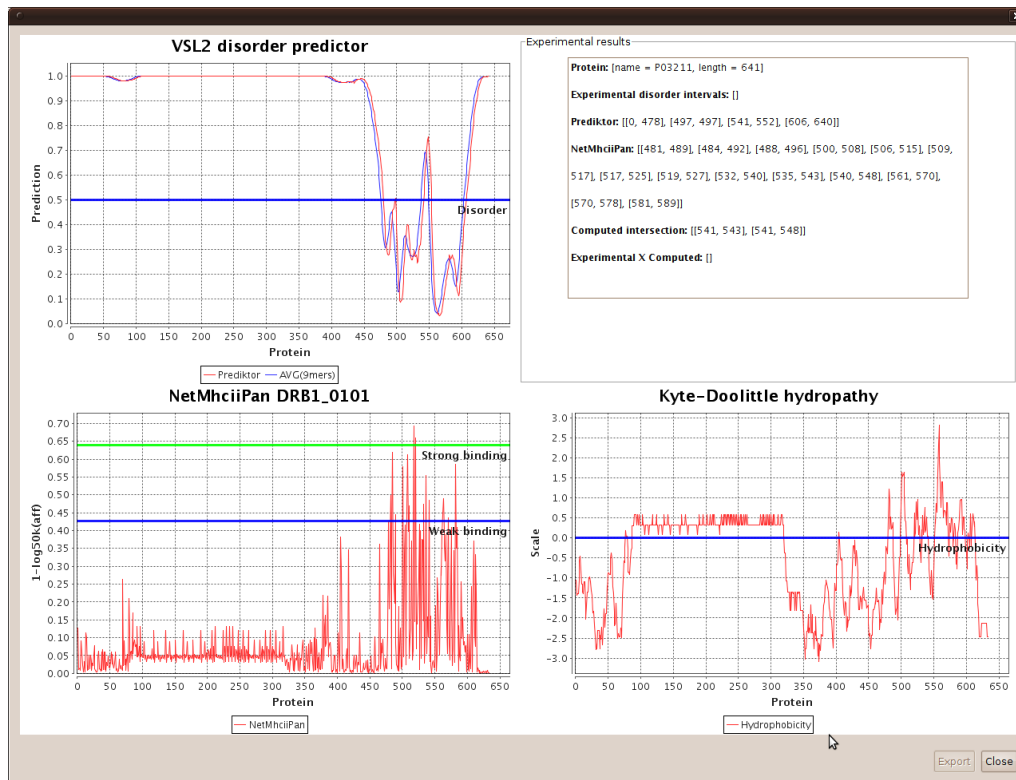 VSL2 disorder predictor
1.0
0.9
0.8
0.7
0.6
0.5
0.4
0.3
0.2
0.1
0.0
Prediction
Disorder
0 50 100 150 200 250 300 350 400 450 500 550 600 650
Protein
Prediktor AVG(9mers)
Experimental results
Protein: [name = P03211, length = 641]
Experimental disorder intervals: []
Prediktor: [[0, 478], [497, 497], [541, 552], [606, 640]]
NetMhciiPan: [[481, 489], [484, 492], [488, 496], [500, 508], [506, 515], [509,
517], [517, 525], [519, 527], [532, 540], [535, 543], [540, 548], [561, 570],
[570, 578], [581, 589]]
Computed intersection: [[541, 543], [541, 548]]
Experimental X Computed: []
NetMhciiPan DRB1_0101
0.70
0.65
0.60
0.55
0.50
0.45
0.40
0.35
0.30
0.25
0.20
0.15
0.10
0.05
0.00
1-log50k(aff)
Strong binding
Weak binding
0 50 100 150 200 250 300 350 400 450 500 550 600 650
Protein
NetMhciiPan
Kyte-Doolittle hydropathy
3.0
2.5
2.0
1.5
1.0
0.5
0.0
-0.5
-1.0
-1.5
-2.0
-2.5
-3.0
Scale
Hydrophobicity
0 50 100 150 200 250 300 350 400 450 500 550 600 650
Protein
Hydrophobicity
Export Close